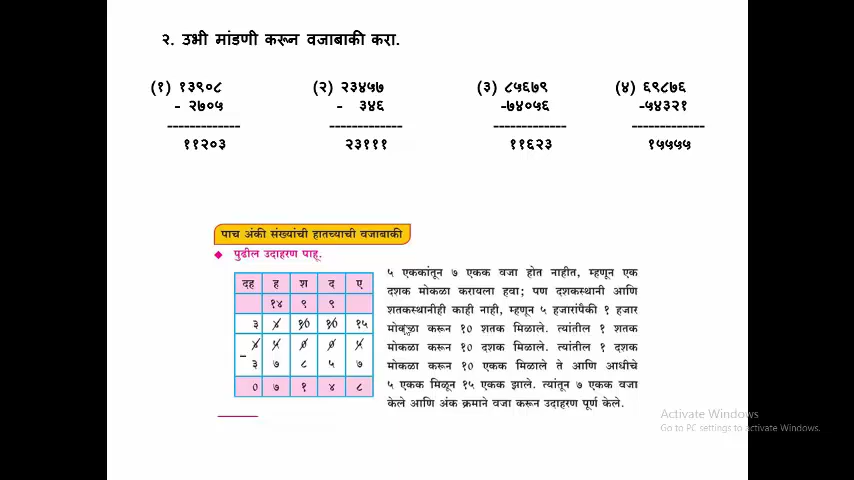 २. उभी मांडणी करून वजाबाकी करा.
(१) १३९०८ (२) २३४५७ (३) ८५६७९ (४) ६९८७६
- २७०५ - ३४६ -७४०५६ -५४३२१
------------- ------------- ------------- -------------
११२०३ २३१११ ११६२३ १५५५५
पाच अंकी संख्यांची हातच्याची वजाबाकी
◆ पुढील उदाहरण पाहू.
दह ह श द ए
१४ ९ ९
३ ४ १० १० १५
४ ५ ० ० ५
- ३ ७ ८ ५ ७
० ७ १ ४ ८
५ एककांतून ७ एकक वजा होत नाहीत, म्हणून एक
दशक मोकळा करायला हवा; पण दशकस्थानी आणि
शतकस्थानीही काही नाही, म्हणून ५ हजारांपैकी १ हजार
मोकळा करून १० शतक मिळाले. त्यांतील १ शतक
मोकळा करून १० दशक मिळाले. त्यांतील १ दशक
मोकळा करून १० एकक मिळाले ते आणि आधीचे
५ एकक मिळून १५ एकक झाले. त्यांतून ७ एकक वजा
केले आणि अंक क्रमाने वजा करून उदाहरण पूर्ण केले.
Activate Windows
Go to PC settings to activate Windows.